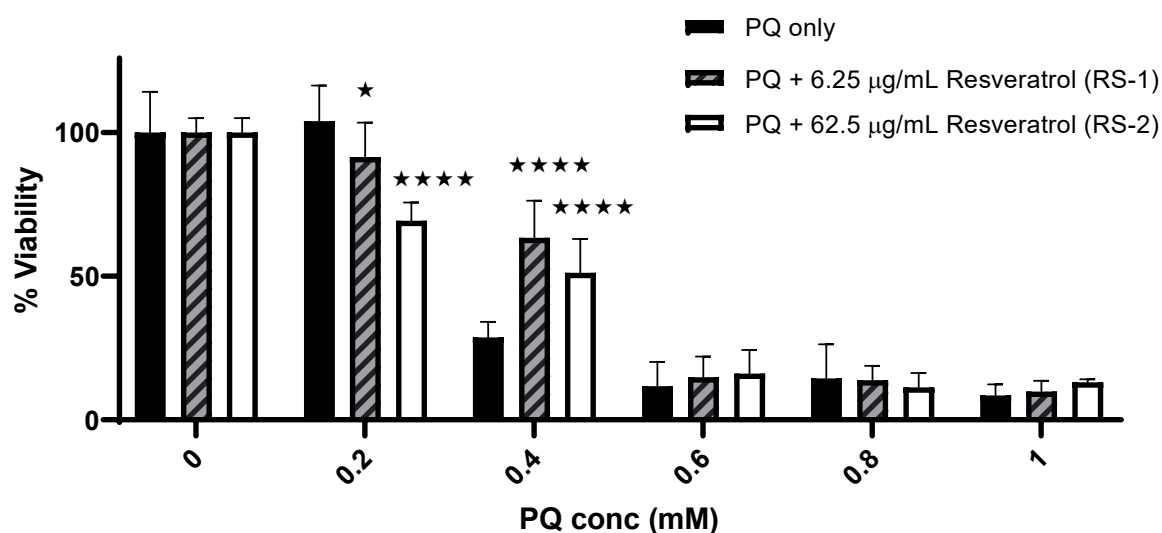 PQ only
PQ + 6.25 μg/mL Resveratrol (RS-1)
PQ + 62.5 μg/mL Resveratrol (RS-2)
% Viability
100
50
0
★
★★★★
★★★★
★★★★
0
0.2
0.4
0.6
0.8
1
PQ conc (mM)